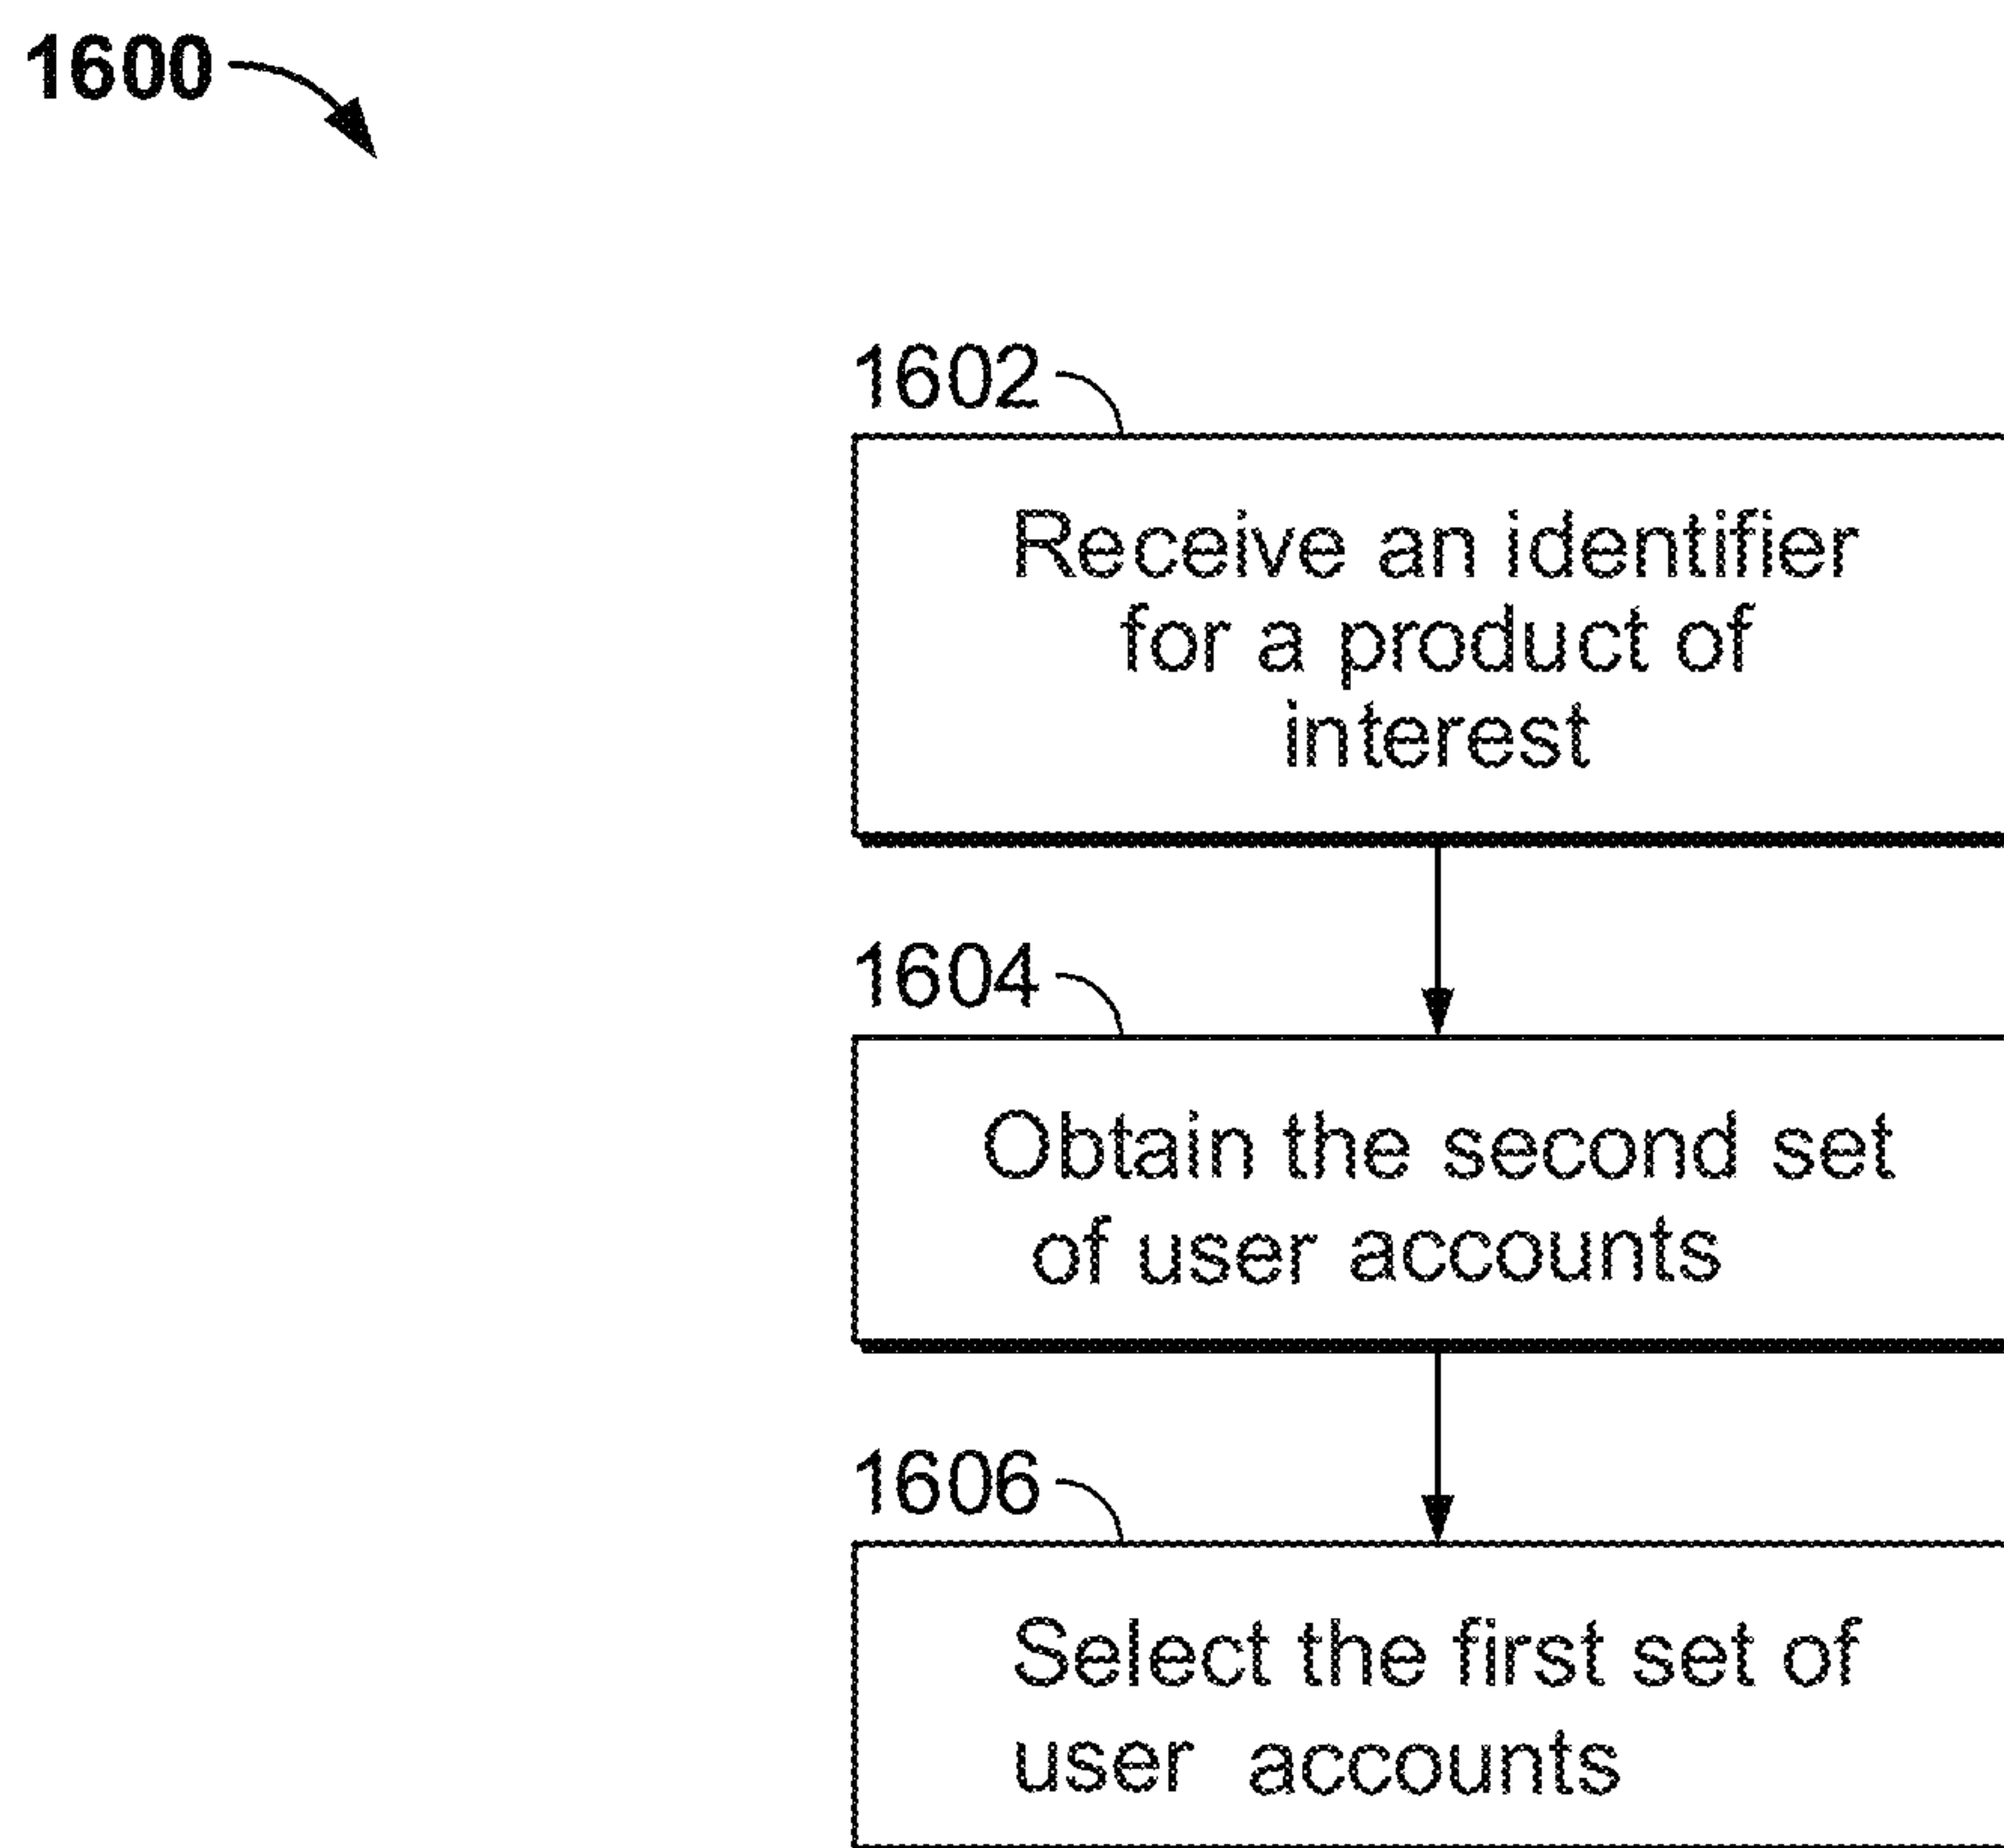 1600
1602
Receive an identifier
for a product of
interest
1604
Obtain the second set
of user accounts
1606
Select the first set of
user accounts